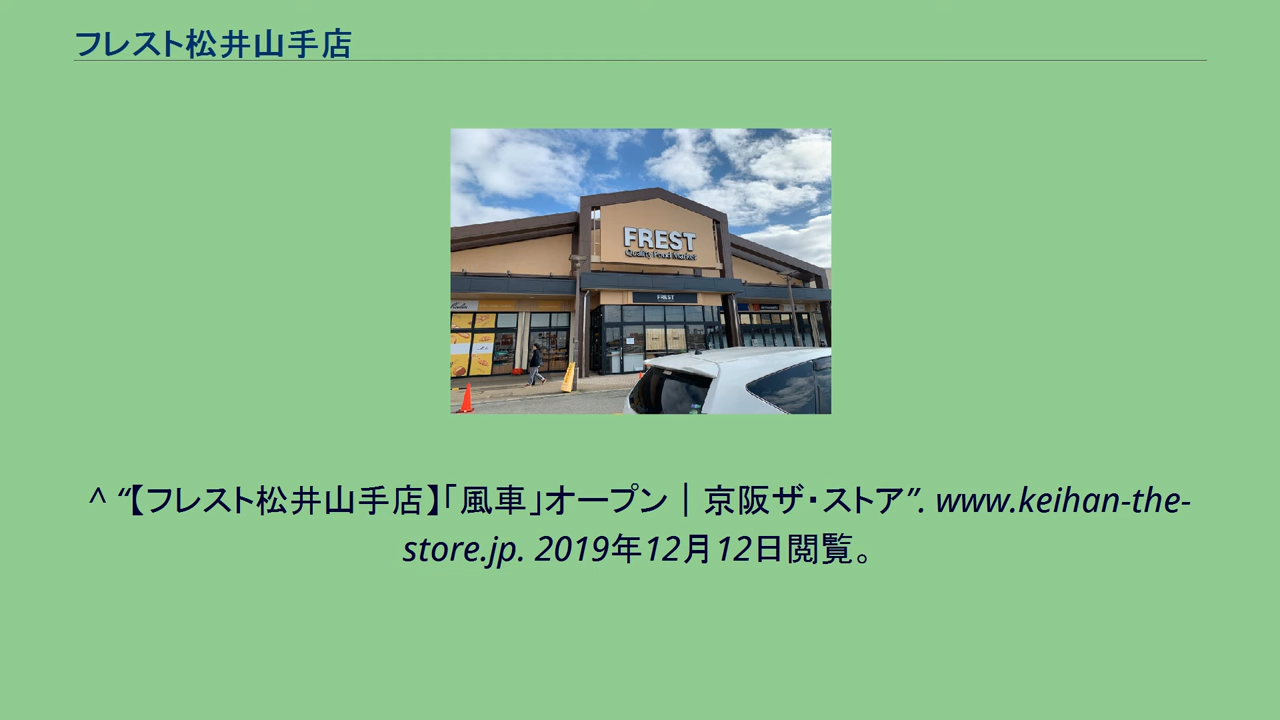 フレスト松井山手店
FREST
Quality Food Market
FREST
^ “【フレスト松井山手店】「風車」オープン｜京阪ザ・ストア”. www.keihan-the-
store.jp. 2019年12月12日閲覧。